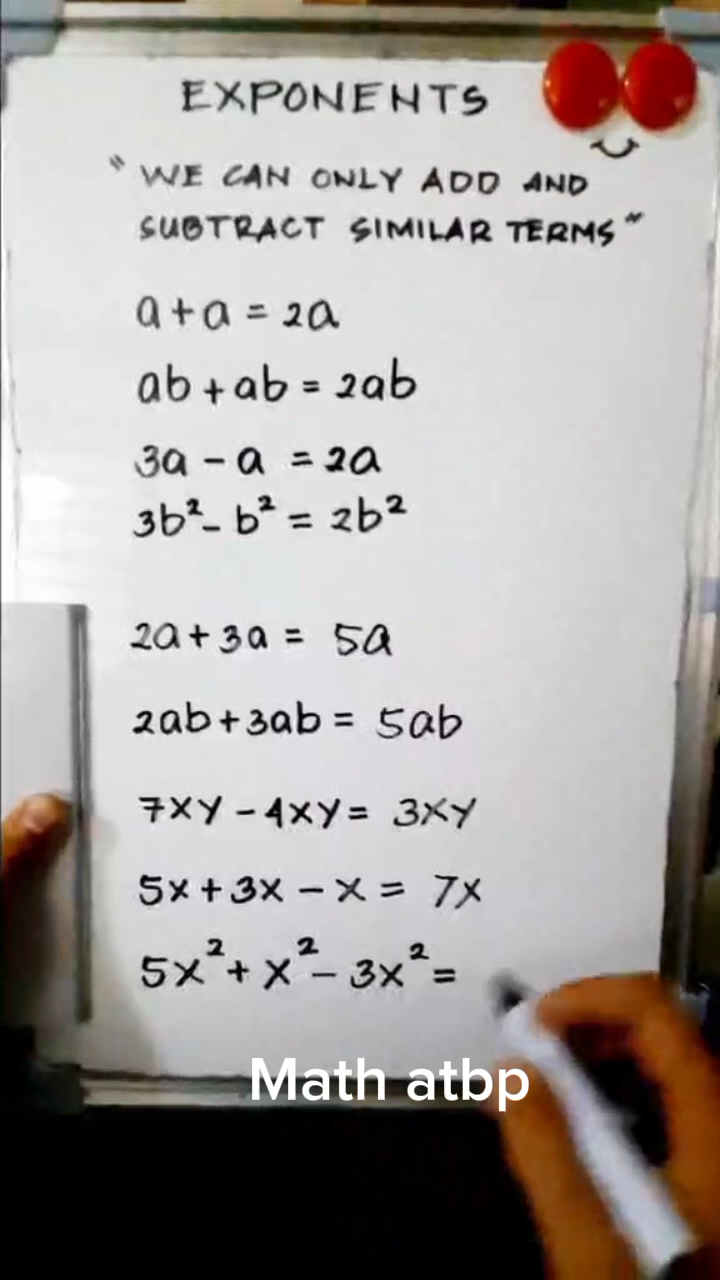 EXPONENTS
"WE CAN ONLY ADD AND
SUBTRACT SIMILAR TERMS"
a + a = 2a
ab + ab = 2ab
3a - a = 2a
3b² - b² = 2b²
2a + 3a = 5a
2ab + 3ab = 5ab
7xy - 4xy = 3xy
5x + 3x - x = 7x
5x² + x² - 3x² =
Math atbp